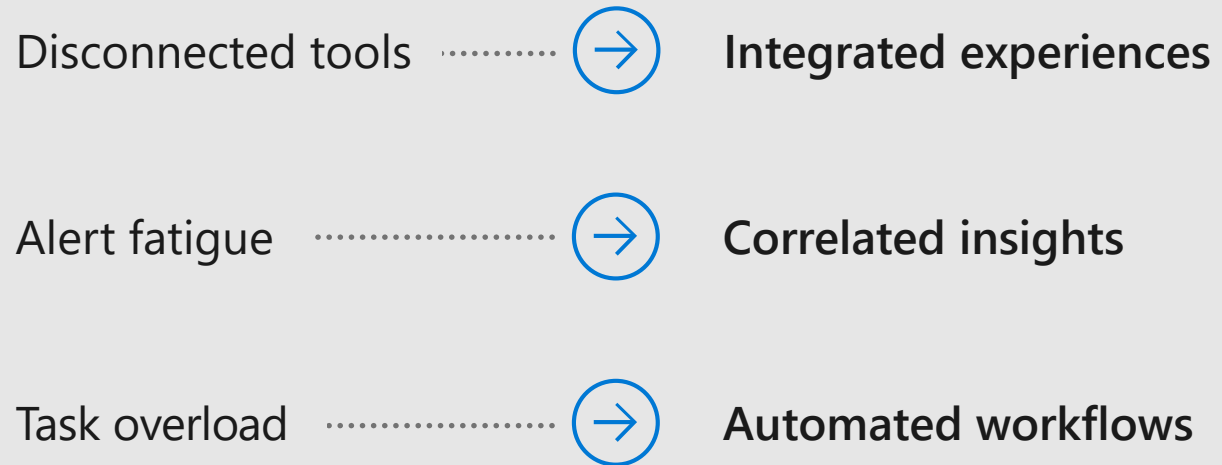 Disconnected tools Integrated experiences
Alert fatigue Correlated insights
Task overload Automated workflows